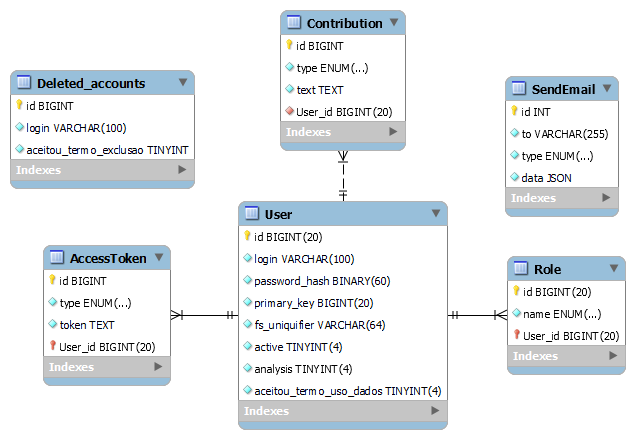 Contribution
id BIGINT
type ENUM(...)
text TEXT
User_id BIGINT(20)
Indexes
Deleted_accounts
id BIGINT
login VARCHAR(100)
aceitou_termo_exclusao TINYINT
Indexes
SendEmail
id INT
to VARCHAR(255)
type ENUM(...)
data JSON
Indexes
User
id BIGINT(20)
login VARCHAR(100)
password_hash BINARY(60)
primary_key BIGINT(20)
fs_uniquifier VARCHAR(64)
active TINYINT(4)
analysis TINYINT(4)
aceitou_termo_uso_dados TINYINT(4)
Indexes
AccessToken
id BIGINT
type ENUM(...)
token TEXT
User_id BIGINT(20)
Indexes
Role
id BIGINT(20)
name ENUM(...)
User_id BIGINT(20)
Indexes